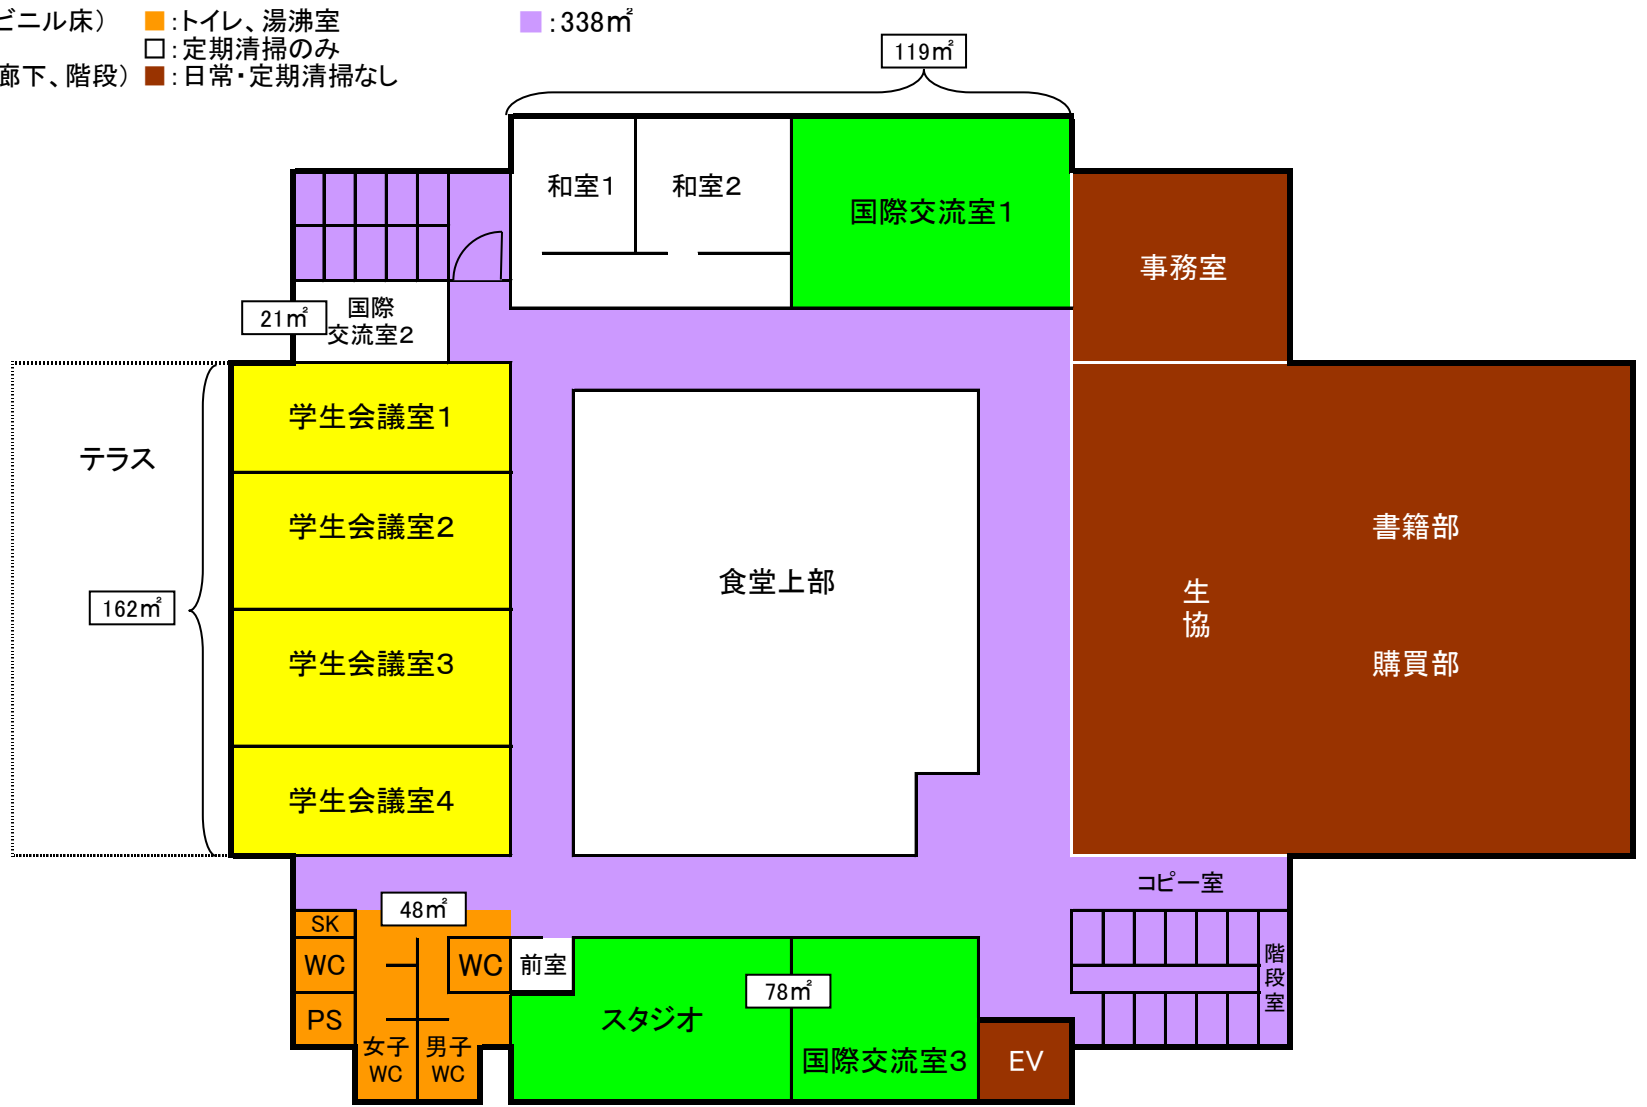 ビニル床）
■：トイレ、湯沸室
■：338㎡
□：定期清掃のみ
廊下、階段）
■：日常・定期清掃なし
119㎡
和室1
和室2
国際交流室1
事務室
21㎡
国際
交流室2
学生会議室1
テラス
学生会議室2
書籍部
食堂上部
生
協
162㎡
学生会議室3
購買部
学生会議室4
コピー室
48㎡
SK
WC
WC
前室
階
段
室
78㎡
PS
スタジオ
女子
WC
男子
WC
国際交流室3
EV